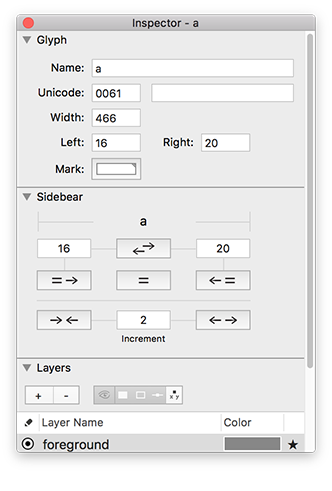 Inspector - a
Glyph
Name: a
Unicode: 0061
Width: 466
Left: 16 Right: 20
Mark:
Sidebear
a
16 20
= =  =
2
Increment
Layers
+ -
x y
Layer Name Color
foreground